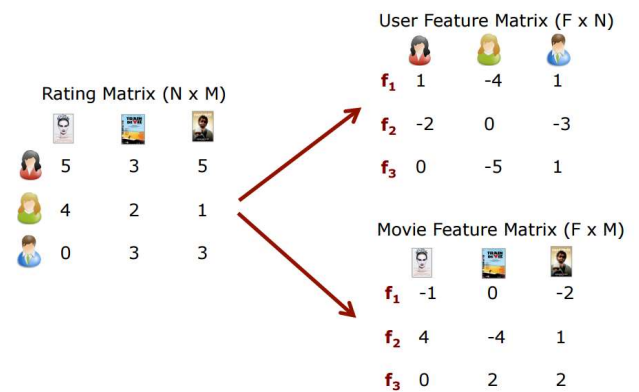 User Feature Matrix (F x N)
f1 1 -4 1
f2 -2 0 -3
f3 0 -5 1
Rating Matrix (N x M)
5 3 5
4 2 1
0 3 3
Movie Feature Matrix (F x M)
f1 -1 0 -2
f2 4 -4 1
f3 0 2 2